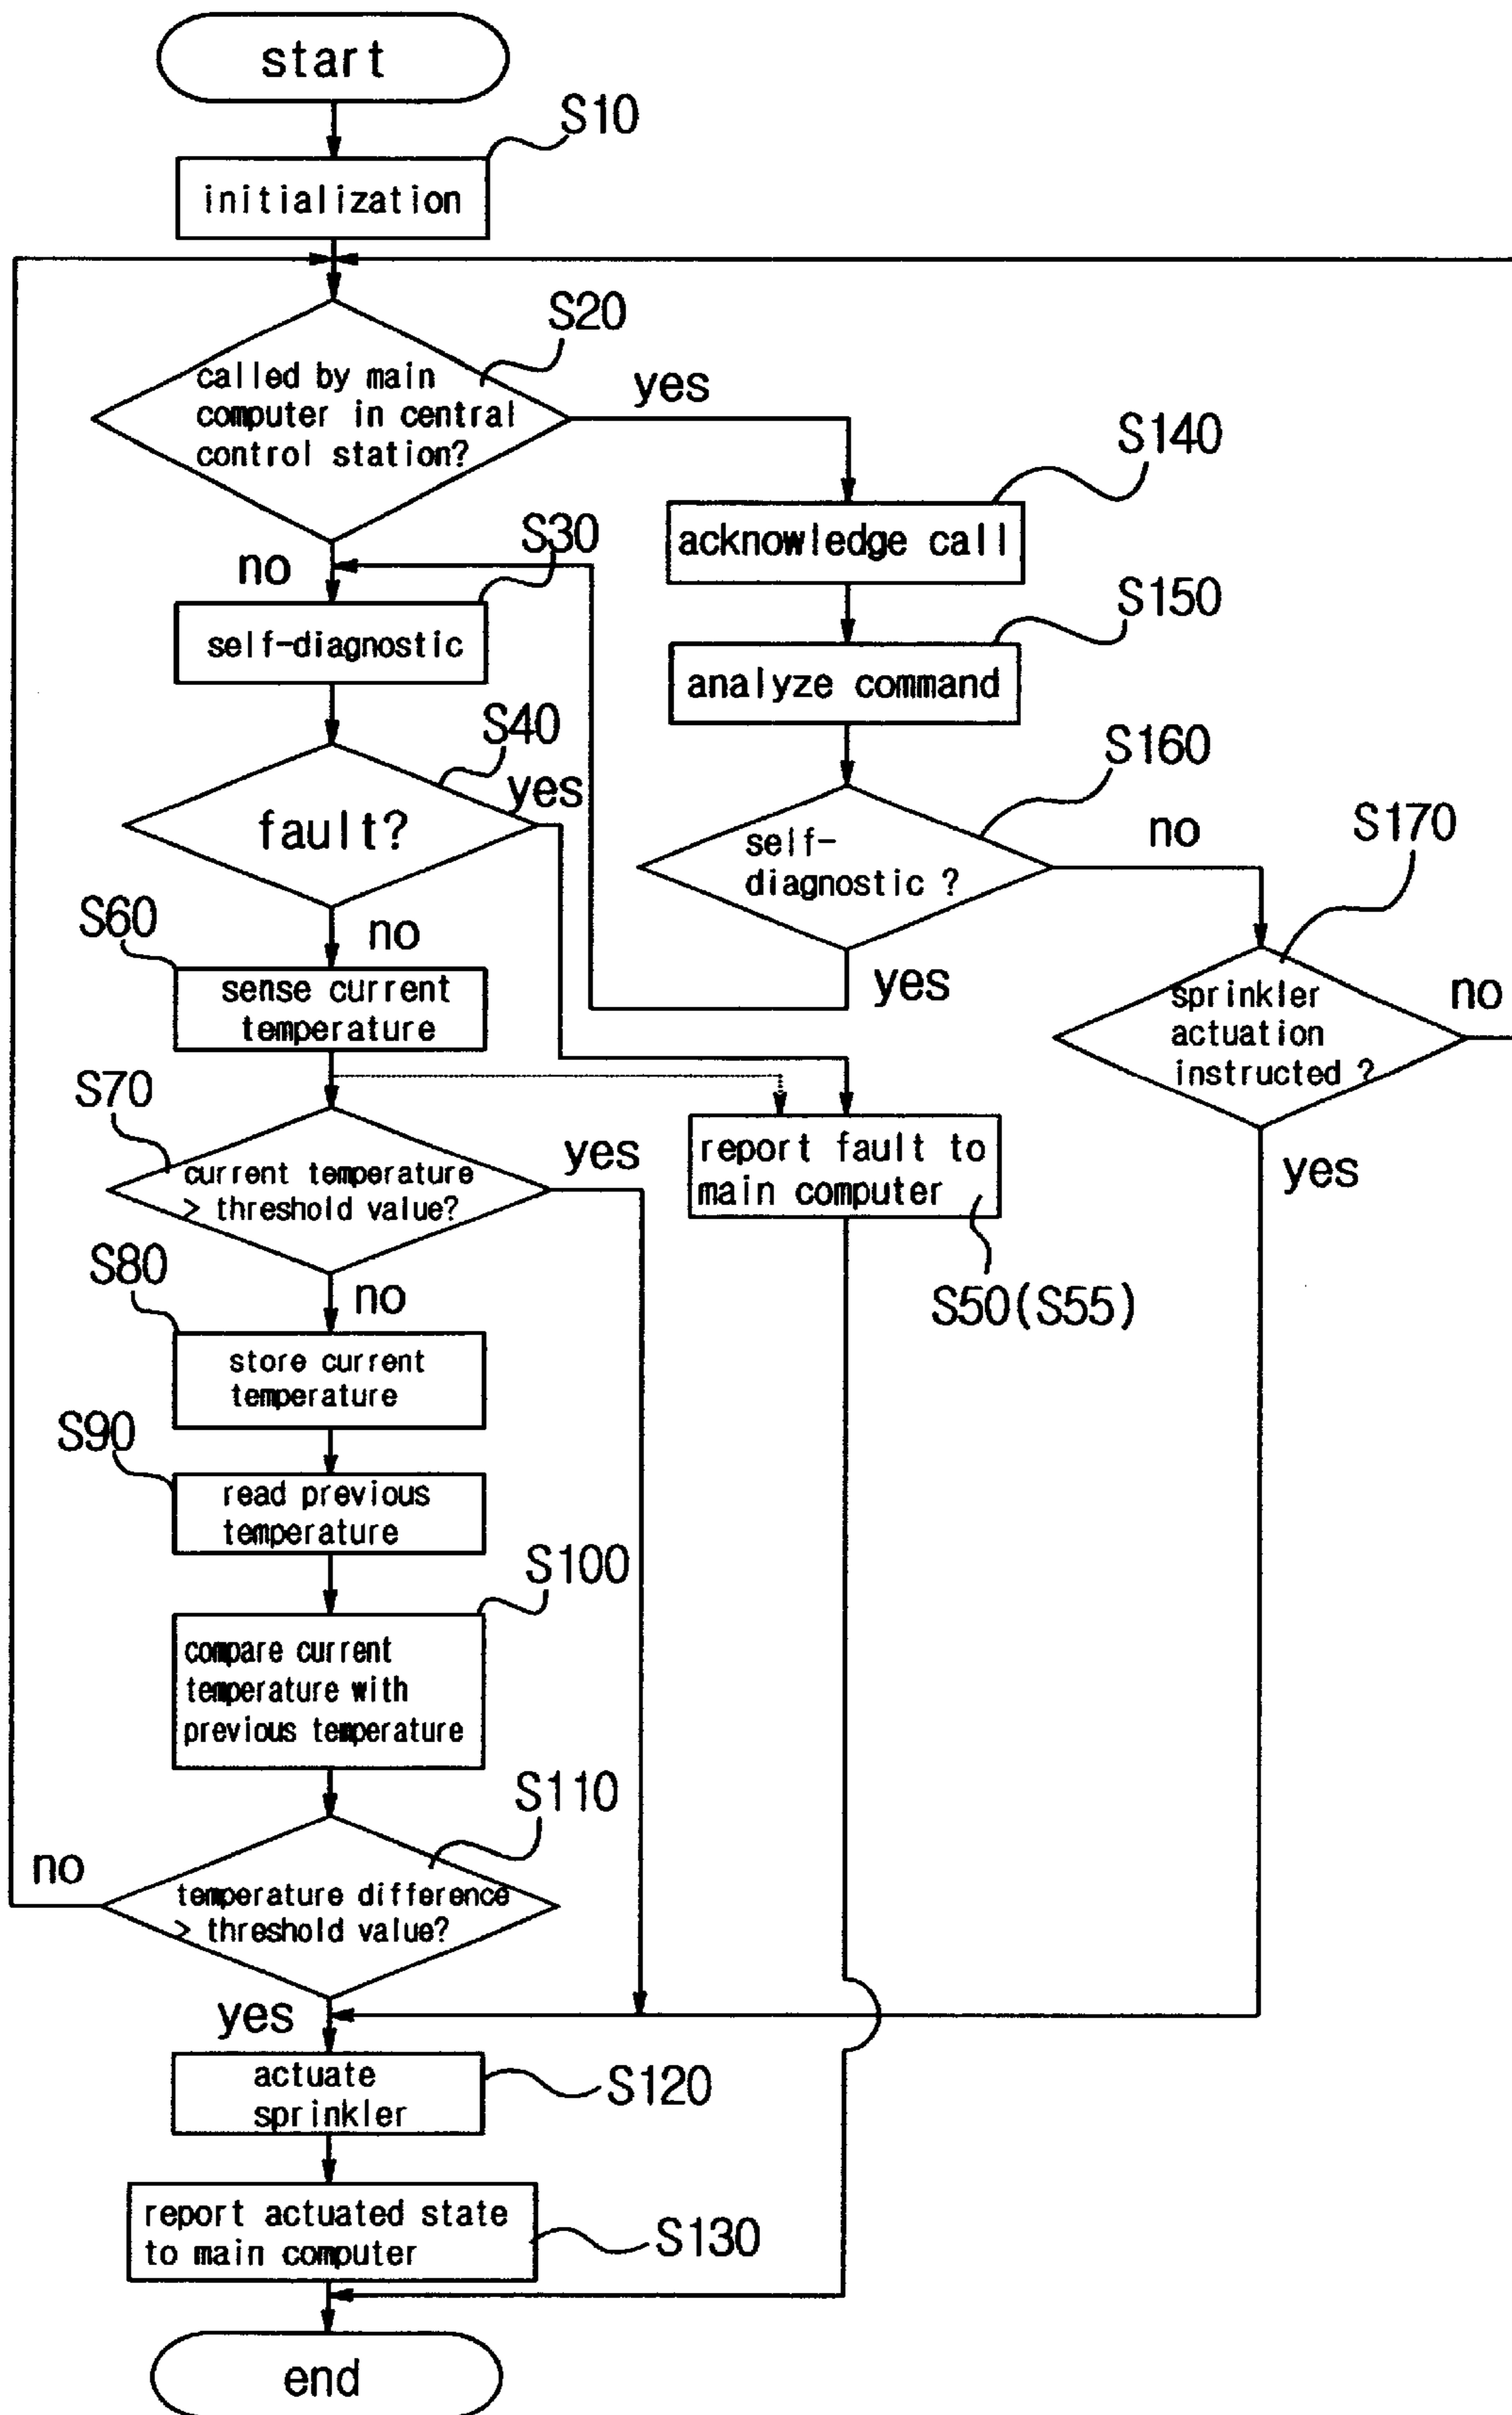 start
S10
initialization
S20
called by main
computer in central
control station?
yes
no
S30
self-diagnostic
S40
yes
fault?
no
S60
sense current
temperature
S70
current temperature
> threshold value?
yes
no
S80
store current
temperature
S90
read previous
temperature
S100
compare current
temperature with
previous temperature
S110
no
temperature difference
> threshold value?
yes
actuate
sprinkler
S120
report actuated state
to main computer
S130
end
S140
acknowledge call
S150
analyze command
S160
self-
diagnostic ?
no
yes
S170
sprinkler
actuation
instructed ?
no
yes
report fault to
main computer
S50(S55)